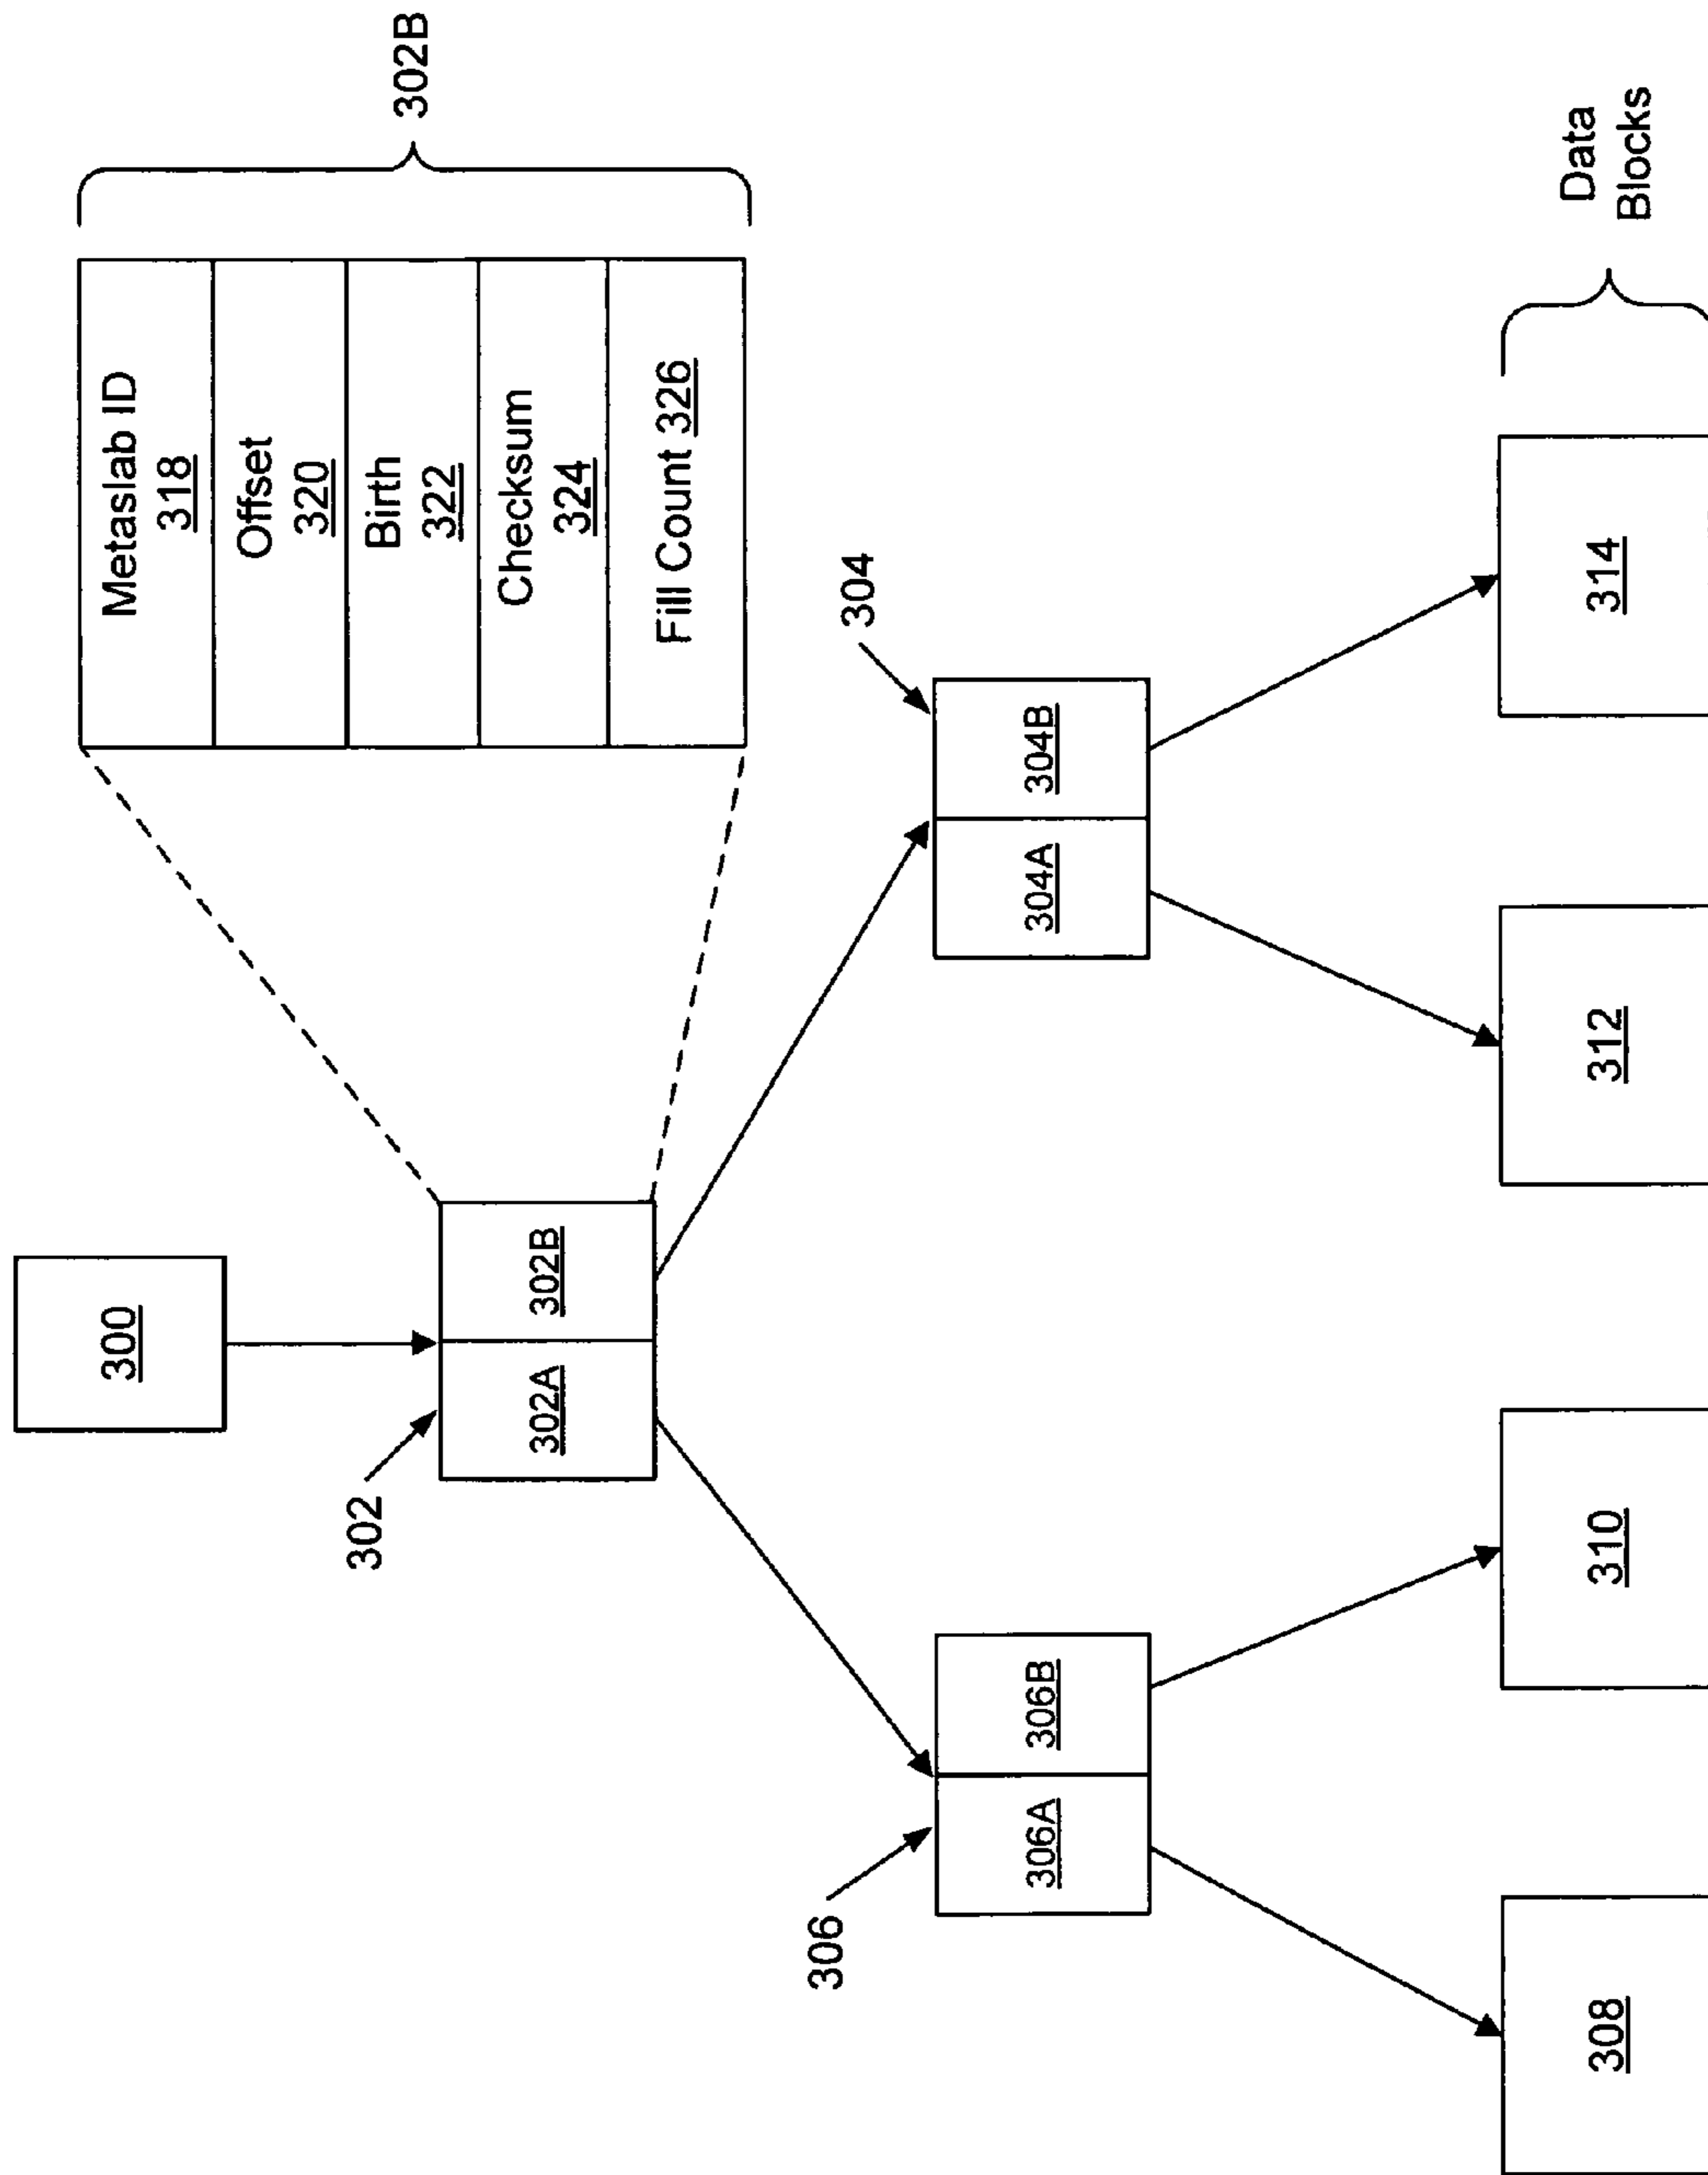 300
302
302A
302B
Metaslab ID
318
Offset
320
Birth
322
Checksum
324
Fill Count 326
302B
306
306A
306B
304
304A
304B
308
310
312
314
Data
Blocks